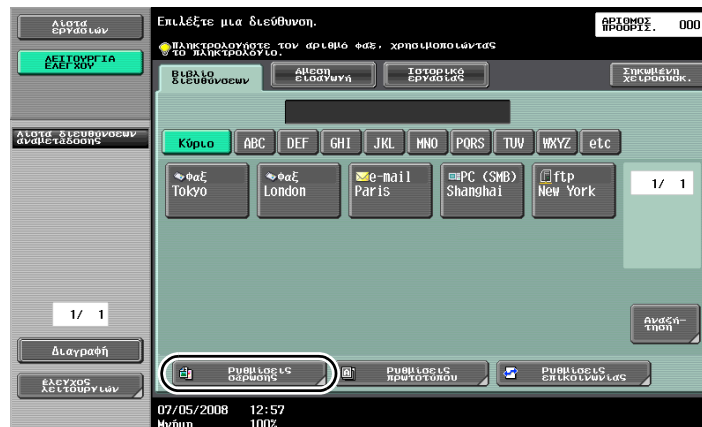 Λίστα
εργασιών
ΛΕΙΤΟΥΡΓΙΑ
ΕΛΕΓΧΟΥ
Λίστα διευθύνσεων
αναμετάδοσης
1/ 1
Διαγραφή
έλεγχος
λειτουργιών
Επιλέξτε μια διεύθυνση.
Πληκτρολογήστε τον αριθμό φαξ, χρησιμοποιώντας
το πληκτρολόγιο.
ΑΡΙΘΜΟΣ
ΠΡΟΟΡΙΣ. 000
Βιβλίο
διευθύνσεων
Άμεση
εισαγωγή
Ιστορικό
εργασίας
Σηκωμένη
χειροσυσκ.
Κύριο ABC DEF GHI JKL MNO PQRS TUV WXYZ etc
Φαξ
Tokyo
Φαξ
London
e-mail
Paris
PC (SMB)
Shanghai
ftp
New York
1/ 1
Αναζή-
τηση
Ρυθμίσεις
σάρωσης
Ρυθμίσεις
πρωτοτύπου
Ρυθμίσεις
επικοινωνίας
07/05/2008 12:57
Μνήμη 100%